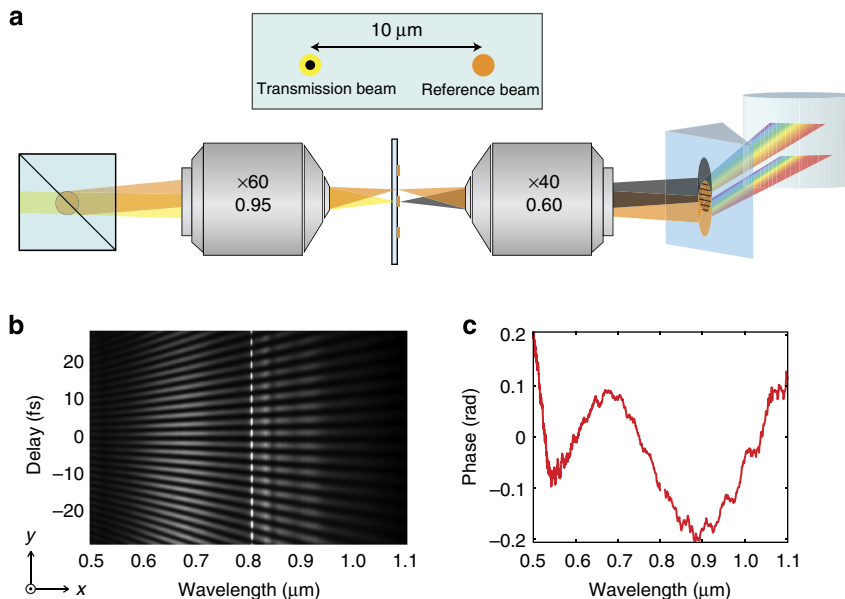 a
10 μm
Transmission beam
Reference beam
×60
0.95
×40
0.60
b
20
10
0
−10
−20
Delay (fs)
0.5 0.6 0.7 0.8 0.9 1.0 1.1
Wavelength (μm)
y
x
c
0.2
0.1
0
−0.1
−0.2
Phase (rad)
0.5 0.6 0.7 0.8 0.9 1.0 1.1
Wavelength (μm)